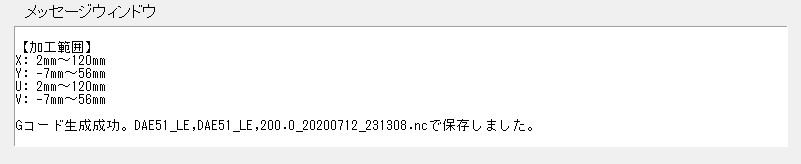 メッセージウィンドウ
【加工範囲】
X: 2mm～120mm
Y: -7mm～56mm
U: 2mm～120mm
V: -7mm～56mm
Gコード生成成功。DAE51_LE,DAE51_LE,200.0_20200712_231308.ncで保存しました。